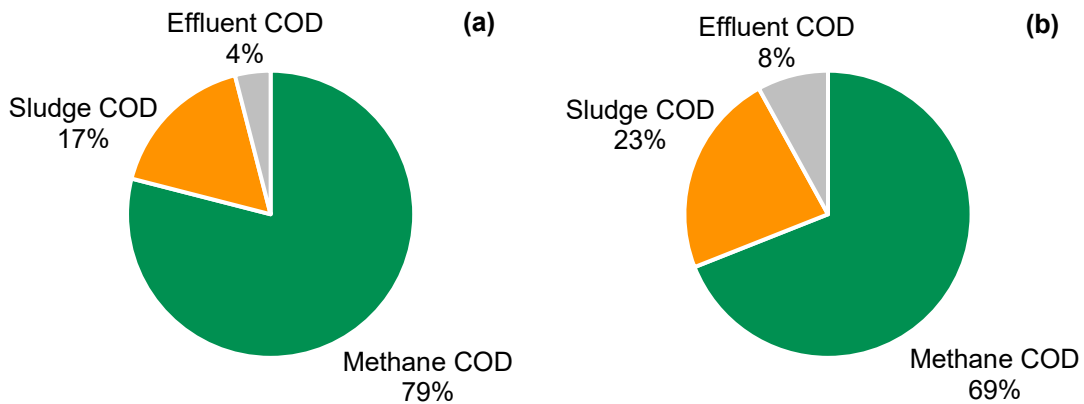 (a)
Effluent COD
4%
Sludge COD
17%
Methane COD
79%
(b)
Effluent COD
8%
Sludge COD
23%
Methane COD
69%